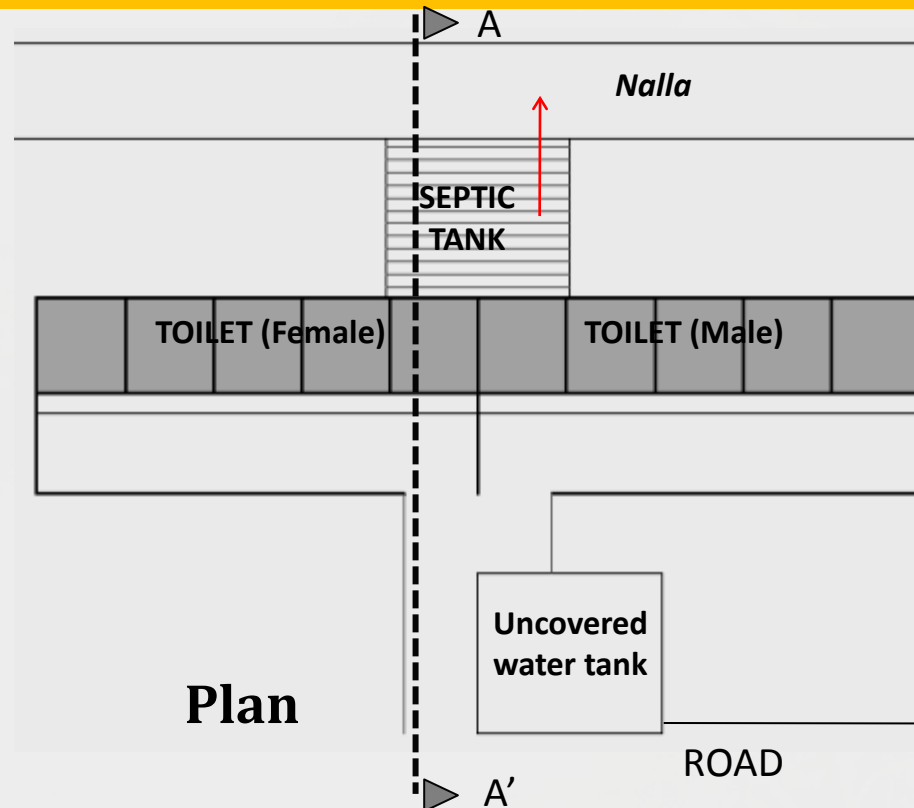 A
Nalla
SEPTIC
TANK
TOILET (Female)
TOILET (Male)
Uncovered
water tank
Plan
ROAD
A’